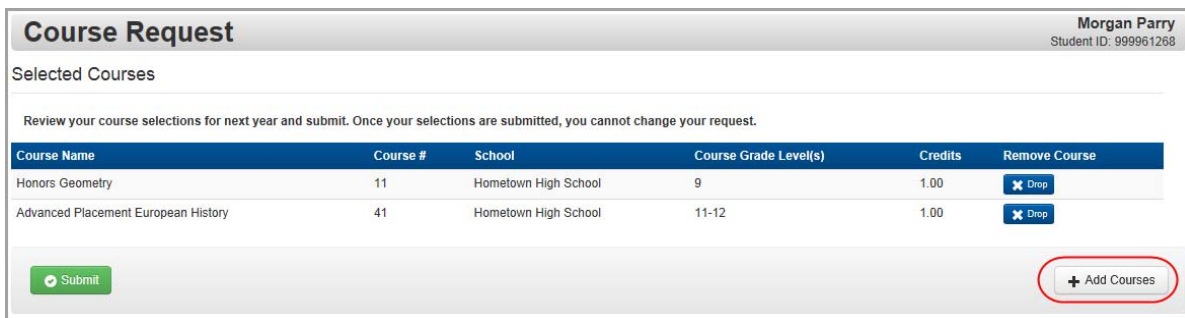 Course Request
Morgan Parry
Student ID: 999961268
Selected Courses
Review your course selections for next year and submit. Once your selections are submitted, you cannot change your request.
Course Name Course # School Course Grade Level(s) Credits Remove Course
Honors Geometry 11 Hometown High School 9 1.00 Drop
Advanced Placement European History 41 Hometown High School 11-12 1.00 Drop
Submit
+ Add Courses